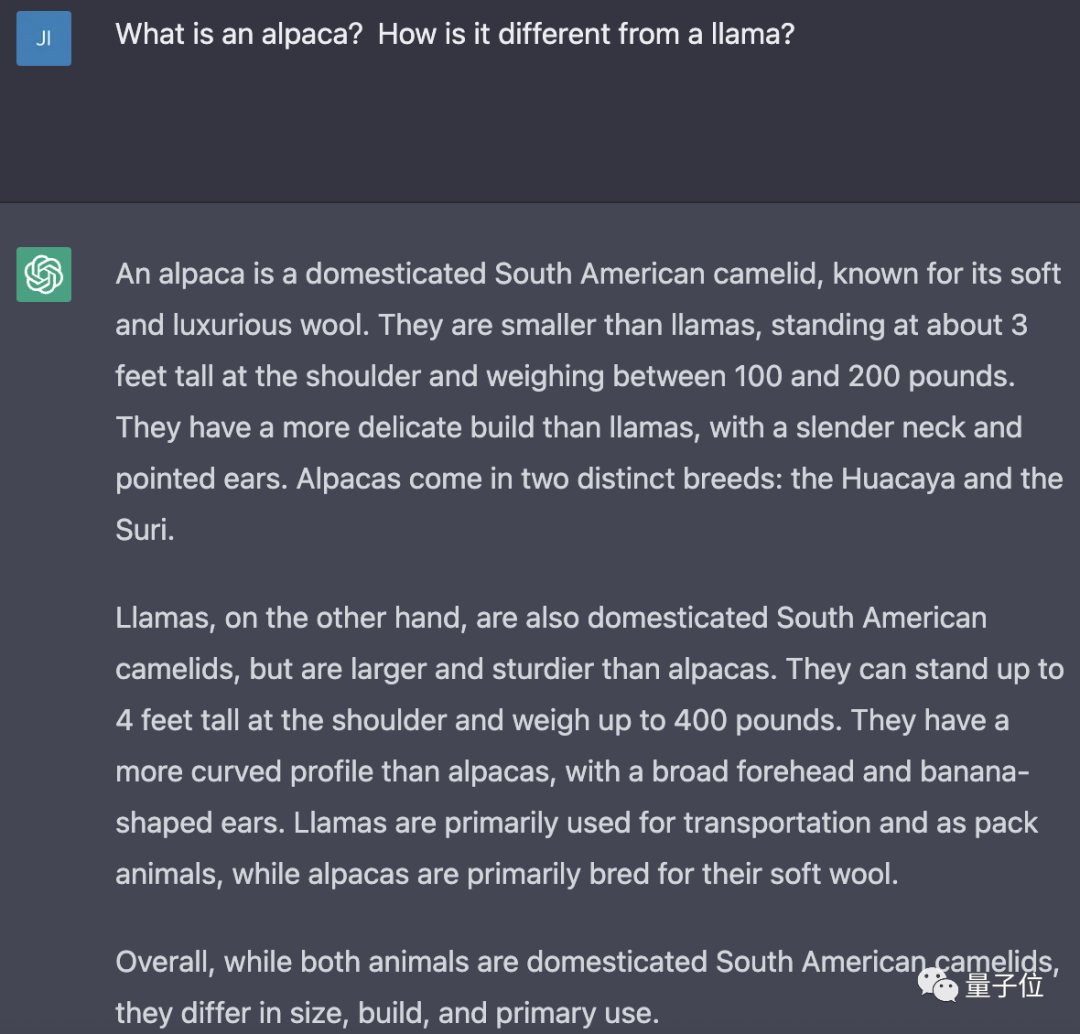 JI
What is an alpaca? How is it different from a llama?
An alpaca is a domesticated South American camelid, known for its soft
and luxurious wool. They are smaller than llamas, standing at about 3
feet tall at the shoulder and weighing between 100 and 200 pounds.
They have a more delicate build than llamas, with a slender neck and
pointed ears. Alpacas come in two distinct breeds: the Huacaya and the
Suri.
Llamas, on the other hand, are also domesticated South American
camelids, but are larger and sturdier than alpacas. They can stand up to
4 feet tall at the shoulder and weigh up to 400 pounds. They have a
more curved profile than alpacas, with a broad forehead and banana-
shaped ears. Llamas are primarily used for transportation and as pack
animals, while alpacas are primarily bred for their soft wool.
Overall, while both animals are domesticated South American camelids,
they differ in size, build, and primary use.
量子位